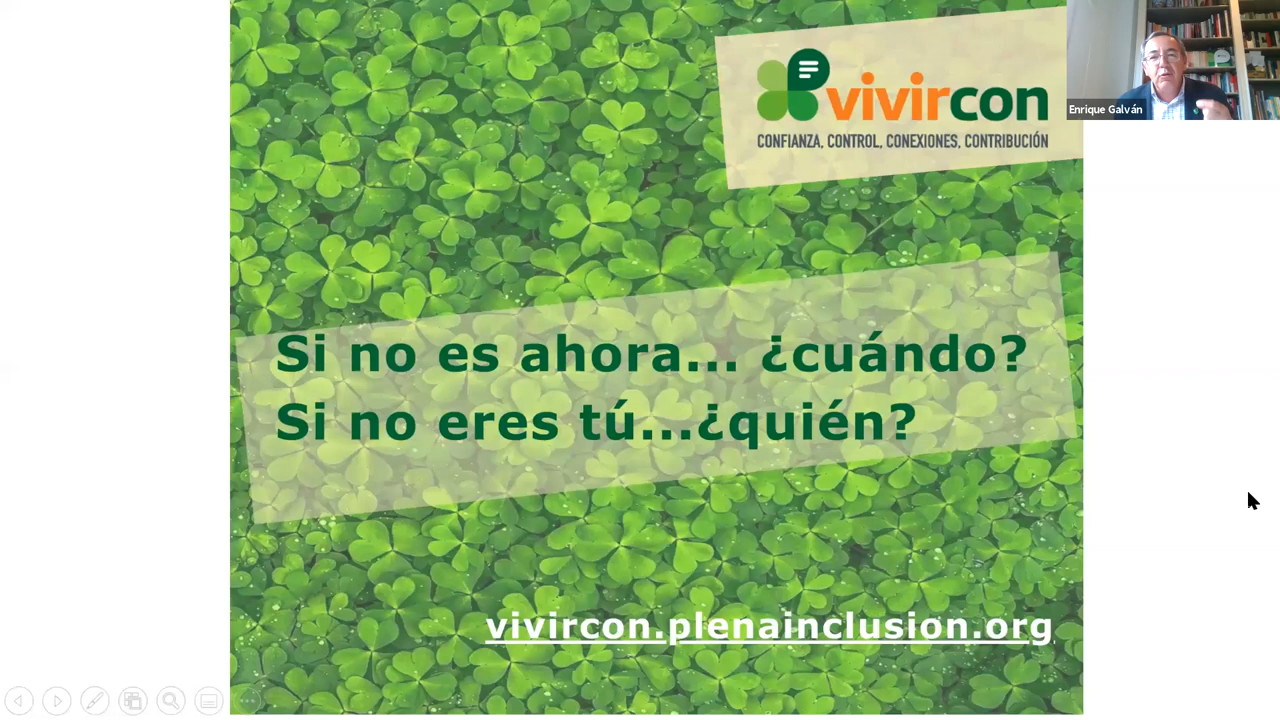 vivircon
CONFIANZA, CONTROL, CONEXIONES, CONTRIBUCIÓN
Enrique Galván
Si no es ahora... ¿cuándo?
Si no eres tú...¿quién?
vivircon.plenainclusion.org